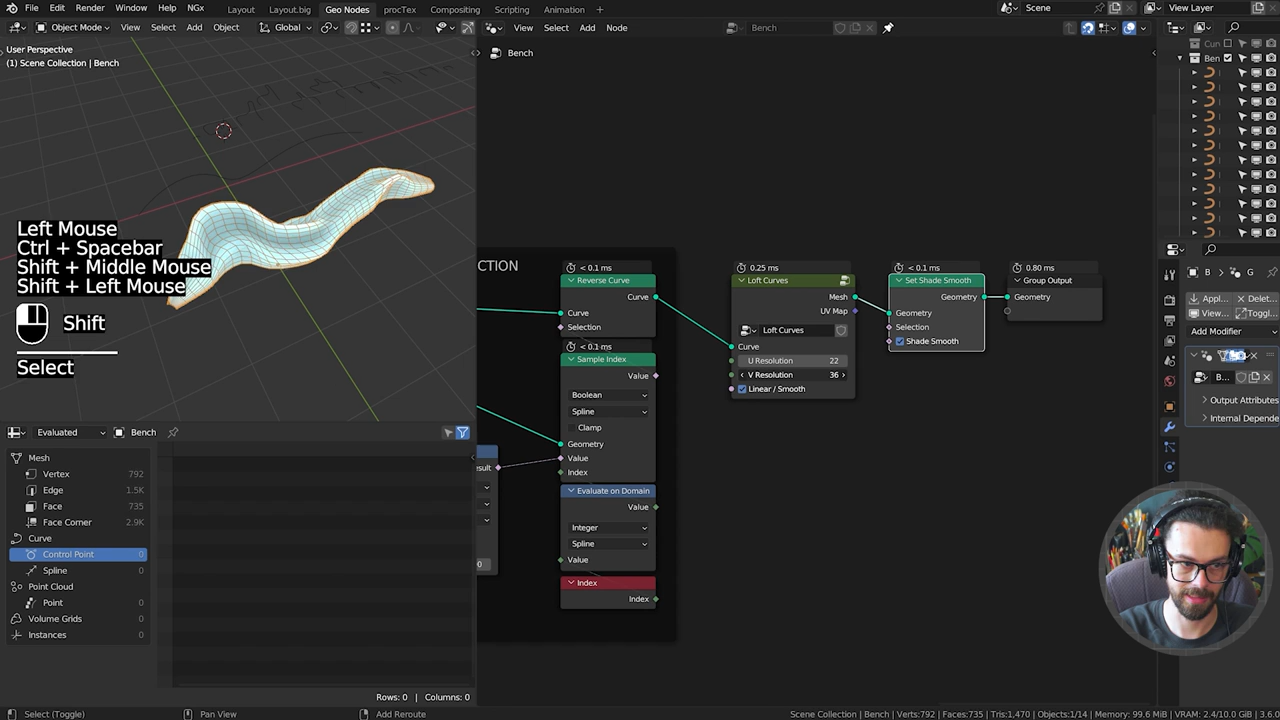 File Edit Render Window Help NGx
Layout Layout.big Geo Nodes procTex Compositing Scripting Animation +
Scene View Layer
Object Mode View Select Add Object Global
View Select Add Node Bench
User Perspective
(1) Scene Collection | Bench
Bench
Cur
Ben
Left Mouse
Ctrl + Spacebar
Shift + Middle Mouse
Shift + Left Mouse
Shift
Select
CTION
< 0.1 ms
Reverse Curve
Curve
Curve
Selection
< 0.1 ms
Sample Index
Value
Boolean
Spline
Clamp
Geometry
Value
Index
Evaluate on Domain
Value
Integer
Spline
Value
Index
Index
esult
00
0.25 ms
Loft Curves
Mesh
UV Map
Loft Curves
Curve
U Resolution 22
V Resolution 36
Linear / Smooth
< 0.1 ms
Set Shade Smooth
Geometry
Geometry
Selection
Shade Smooth
0.80 ms
Group Output
Geometry
B G
Appl... Delet...
View... Toggl...
Add Modifier
B...
Output Attributes
Internal Depende
Evaluated Bench
Mesh
Vertex 792
Edge 1.5K
Face 735
Face Corner 2.9K
Curve
Control Point 0
Spline 0
Point Cloud
Point 0
Volume Grids 0
Instances 0
Rows: 0 | Columns: 0
Select (Toggle) Pan View Add Reroute
Scene Collection | Bench | Verts:792 | Faces:735 | Tris:1,470 | Objects:1/14 | Memory: 99.6 MiB | VRAM: 2.4/10.0 GiB | 3.6.0